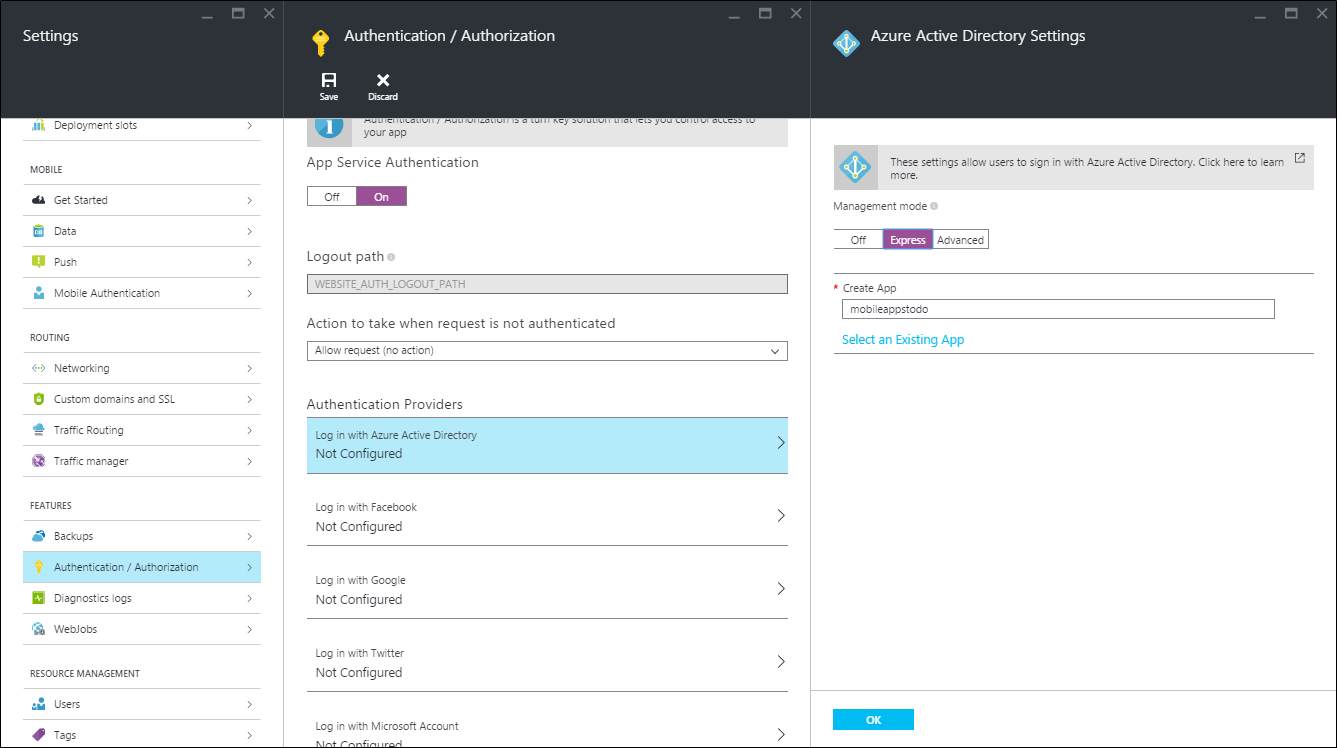 Settings
Deployment slots
MOBILE
Get Started
Data
Push
Mobile Authentication
ROUTING
Networking
Custom domains and SSL
Traffic Routing
Traffic manager
FEATURES
Backups
Authentication / Authorization
Diagnostics logs
WebJobs
RESOURCE MANAGEMENT
Users
Tags
Authentication / Authorization
Save
Discard
Authentication / Authorization is a turn key solution that lets you control access to
your app
App Service Authentication
Off
On
Logout path
WEBSITE_AUTH_LOGOUT_PATH
Action to take when request is not authenticated
Allow request (no action)
Authentication Providers
Log in with Azure Active Directory
Not Configured
Log in with Facebook
Not Configured
Log in with Google
Not Configured
Log in with Twitter
Not Configured
Log in with Microsoft Account
Not Configured
Azure Active Directory Settings
These settings allow users to sign in with Azure Active Directory. Click here to learn
more.
Management mode
Off
Express
Advanced
* Create App
mobileappstodo
Select an Existing App
OK